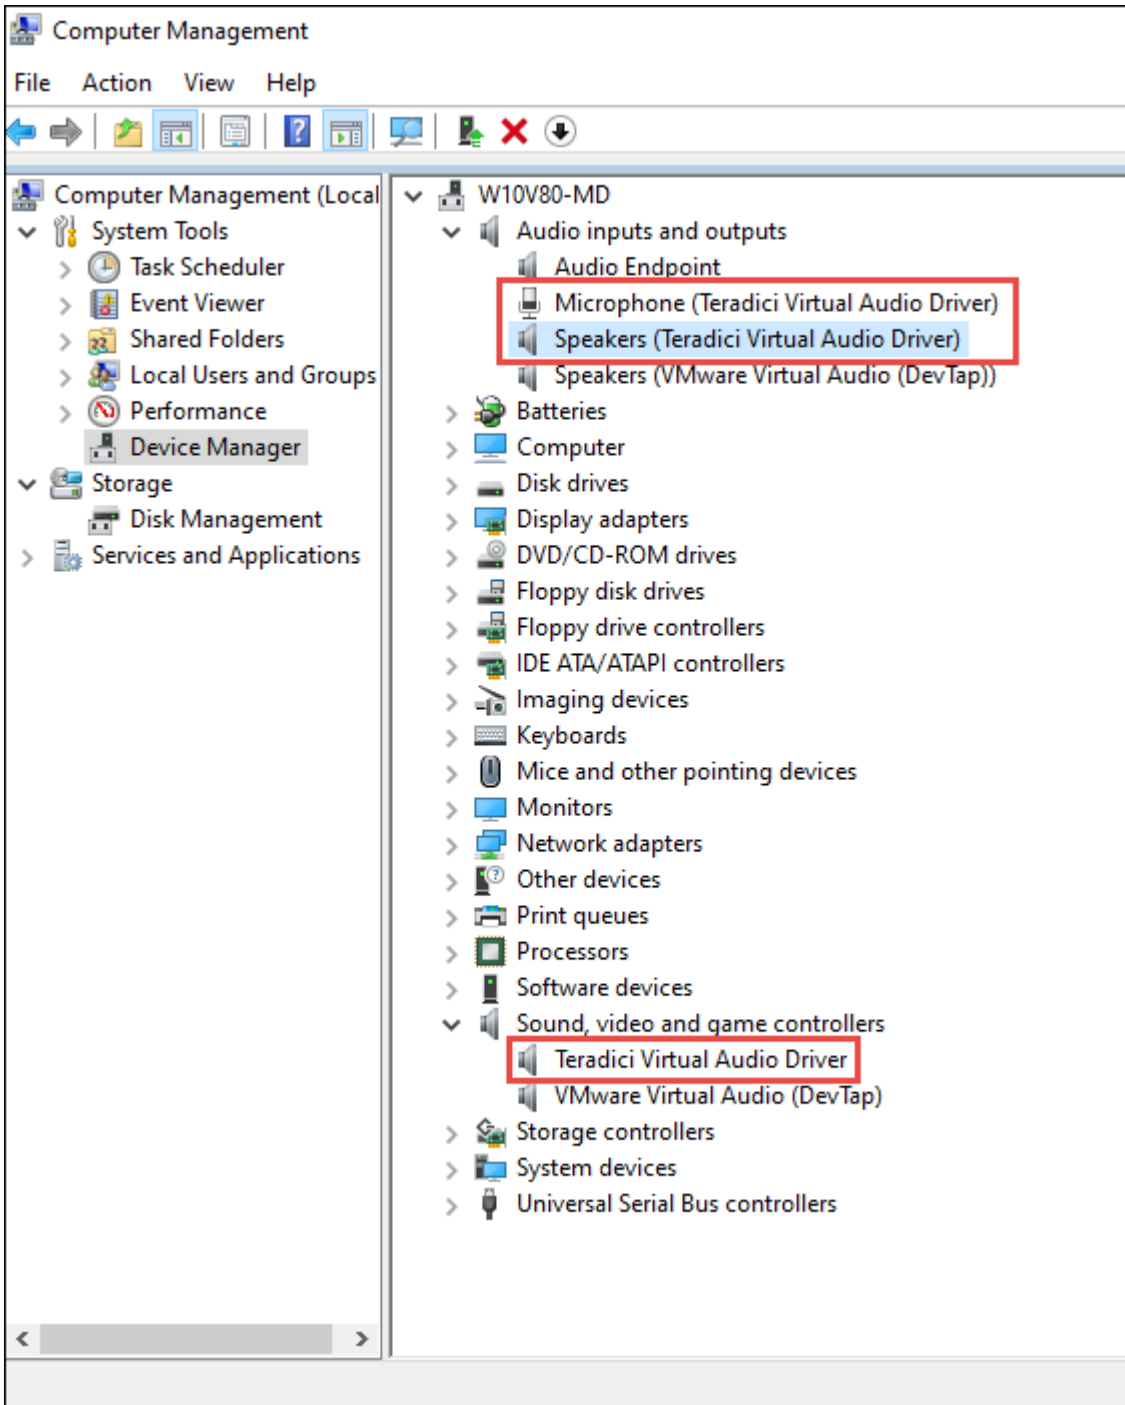 Computer Management
File Action View Help
Computer Management (Local
System Tools
Task Scheduler
Event Viewer
Shared Folders
Local Users and Groups
Performance
Device Manager
Storage
Disk Management
Services and Applications
W10V80-MD
Audio inputs and outputs
Audio Endpoint
Microphone (Teradici Virtual Audio Driver)
Speakers (Teradici Virtual Audio Driver)
Speakers (VMware Virtual Audio (DevTap))
Batteries
Computer
Disk drives
Display adapters
DVD/CD-ROM drives
Floppy disk drives
Floppy drive controllers
IDE ATA/ATAPI controllers
Imaging devices
Keyboards
Mice and other pointing devices
Monitors
Network adapters
Other devices
Print queues
Processors
Software devices
Sound, video and game controllers
Teradici Virtual Audio Driver
VMware Virtual Audio (DevTap)
Storage controllers
System devices
Universal Serial Bus controllers